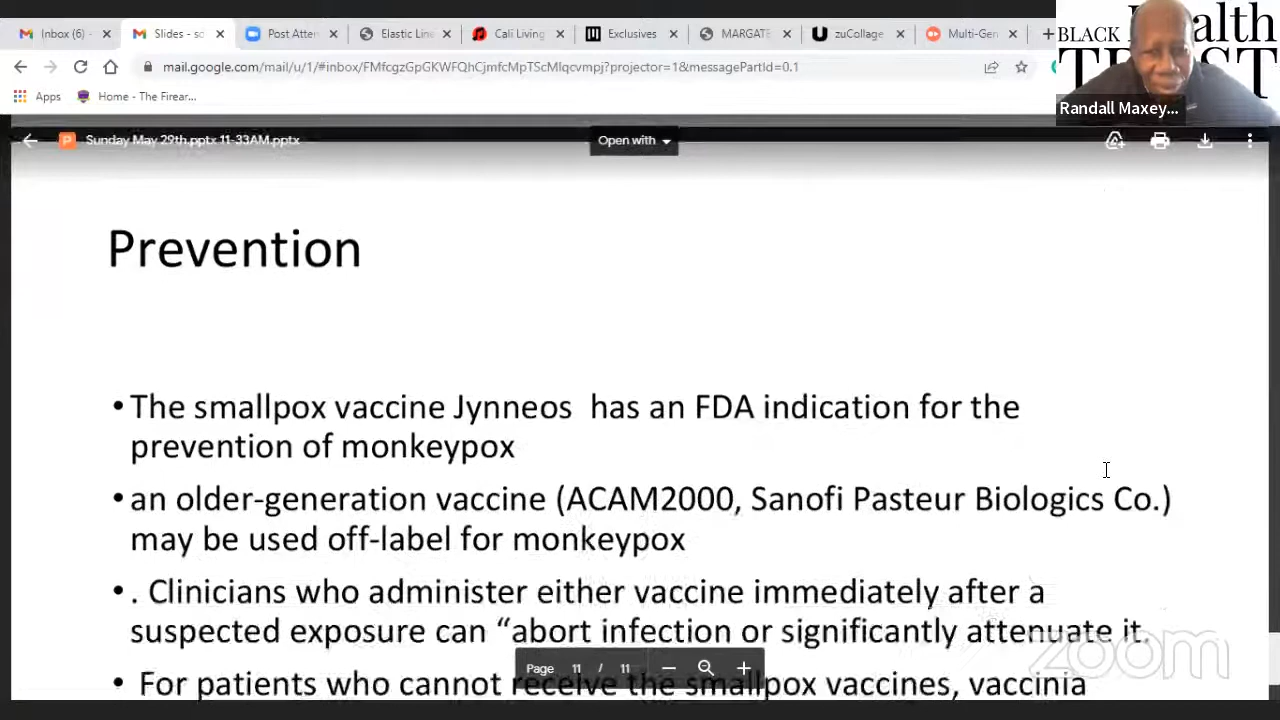 Inbox (6) -
Slides - so
Post Atten
Elastic Line
Cali Living
Exclusives
MARGATE
zuCollage
Multi-Gen
BLACK Health
TRUST
mail.google.com/mail/u/1/#inbox/FMfcgzGpGKWFQhCjmfcMpTScMlqcvmpj?projector=1&messagePartId=0.1
Apps
Home - The Firear...
Randall Maxey...
P
Sunday May 29th.pptx 11-33AM.pptx
Open with
Prevention
•The smallpox vaccine Jynneos has an FDA indication for the
prevention of monkeypox
•an older-generation vaccine (ACAM2000, Sanofi Pasteur Biologics Co.)
may be used off-label for monkeypox
•. Clinicians who administer either vaccine immediately after a
suspected exposure can “abort infection or significantly attenuate it.
zoom
Page 11 / 11
• For patients who cannot receive the smallpox vaccines, vaccinia